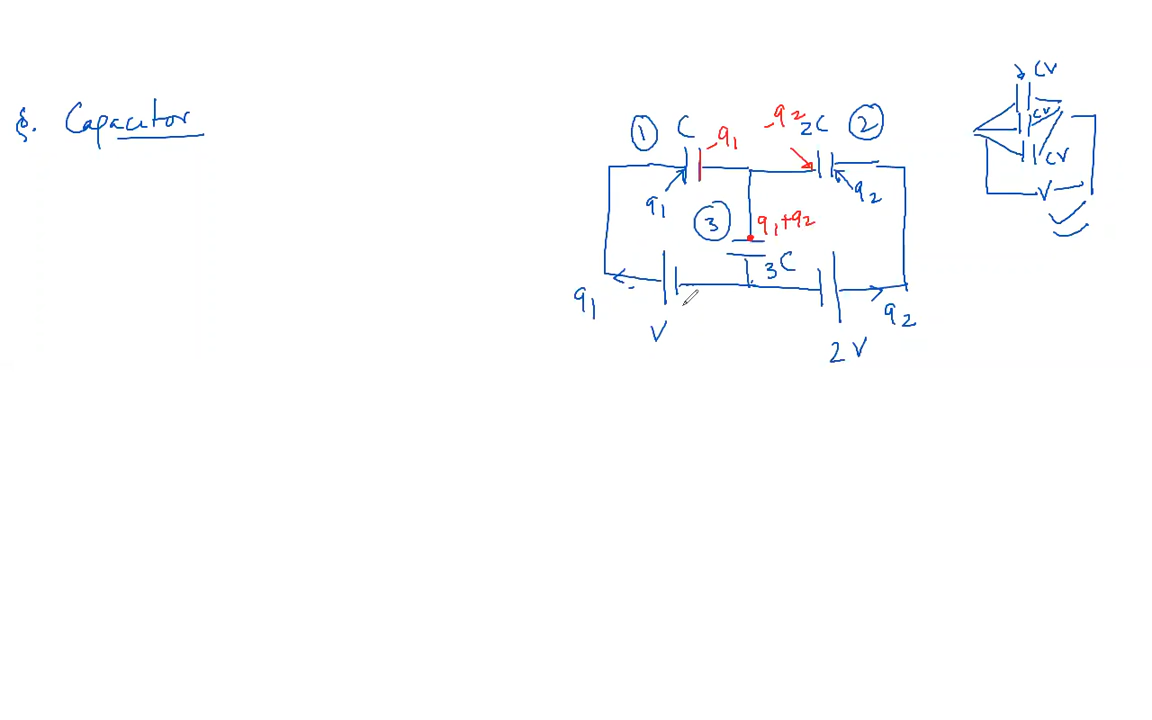 §. Capacitor
① C -q1
-q2 2C ②
q1
q2
③ q1+q2
3C
q1
V
q2
2V
CV
CV
CV
V